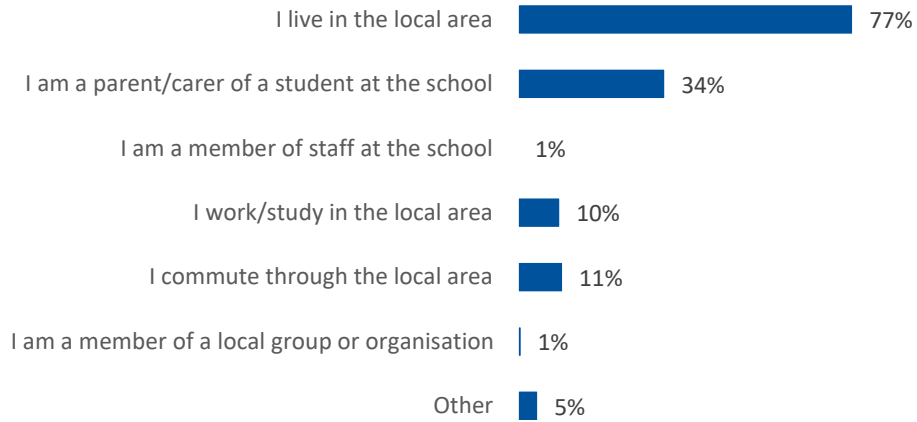 I live in the local area 77%
I am a parent/carer of a student at the school 34%
I am a member of staff at the school 1%
I work/study in the local area 10%
I commute through the local area 11%
I am a member of a local group or organisation 1%
Other 5%